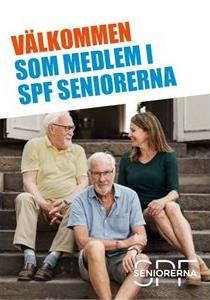 VÄLKOMMEN
SOM MEDLEM I
SPF SENIORERNA
SPF
SENIORERNA